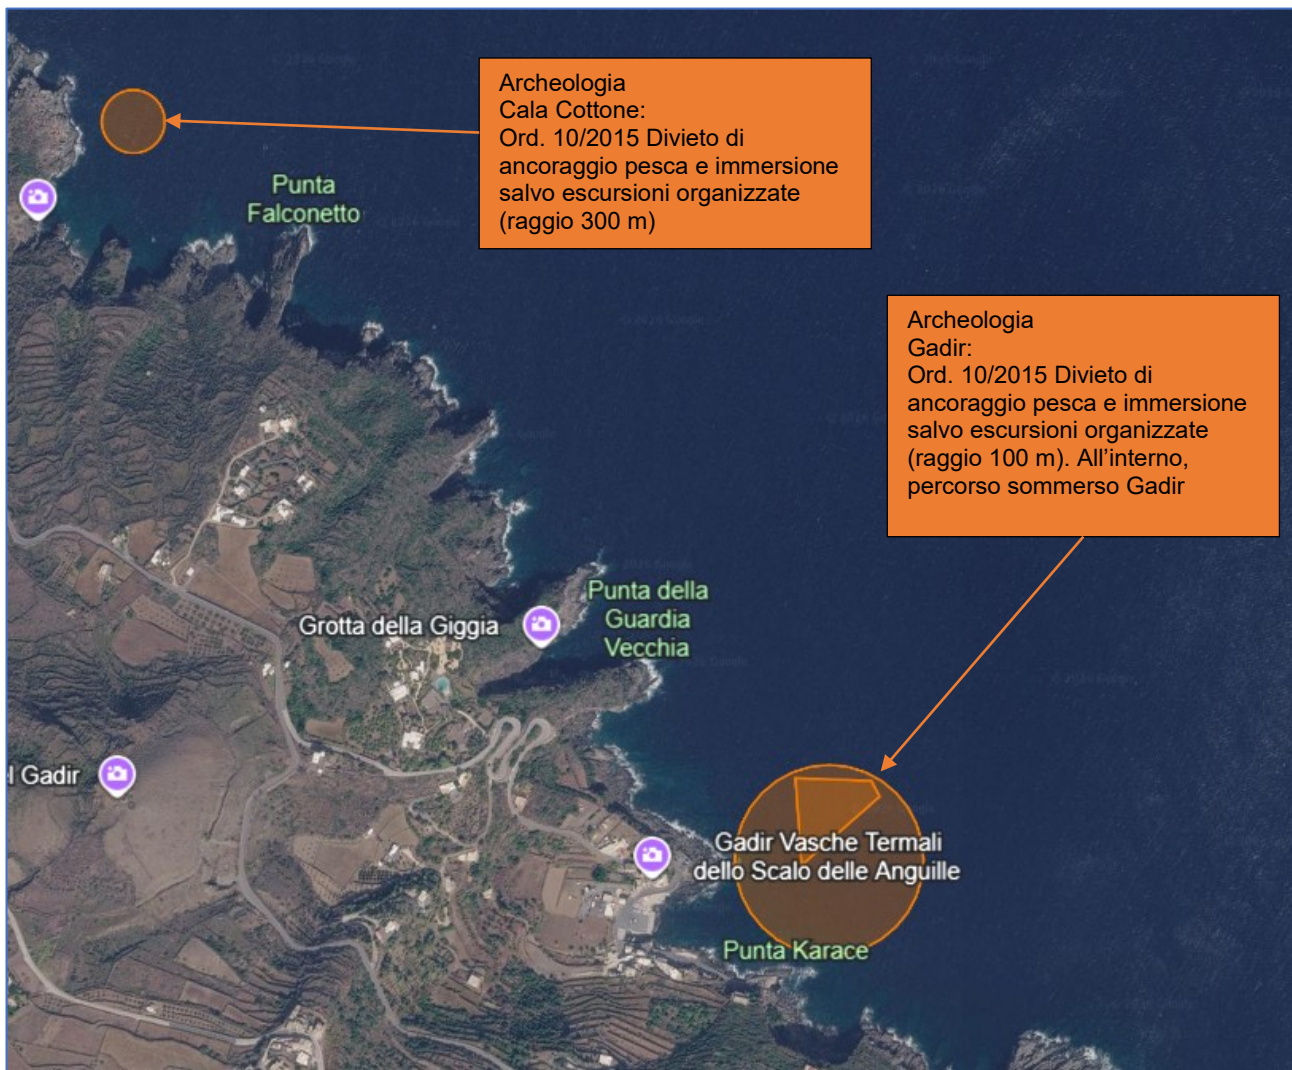 Archeologia
Cala Cottone:
Ord. 10/2015 Divieto di
ancoraggio pesca e immersione
salvo escursioni organizzate
(raggio 300 m)
Punta
Falconetto
Archeologia
Gadir:
Ord. 10/2015 Divieto di
ancoraggio pesca e immersione
salvo escursioni organizzate
(raggio 100 m). All’interno,
percorso sommerso Gadir
Punta della
Guardia
Vecchia
Grotta della Giggia
l Gadir
Gadir Vasche Termali
dello Scalo delle Anguille
Punta Karace